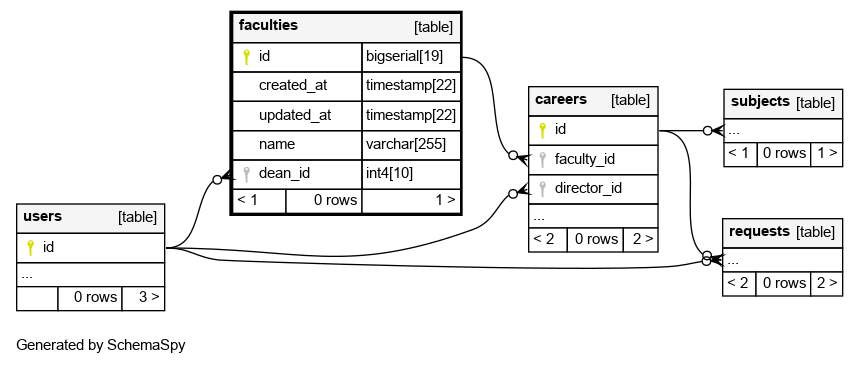 faculties [table]
id bigserial[19]
created_at timestamp[22]
updated_at timestamp[22]
name varchar[255]
dean_id int4[10]
< 1 0 rows 1 >
careers [table]
id
faculty_id
director_id
...
< 2 0 rows 2 >
subjects [table]
...
< 1 0 rows 1 >
users [table]
id
...
0 rows 3 >
requests [table]
...
< 2 0 rows 2 >
Generated by SchemaSpy